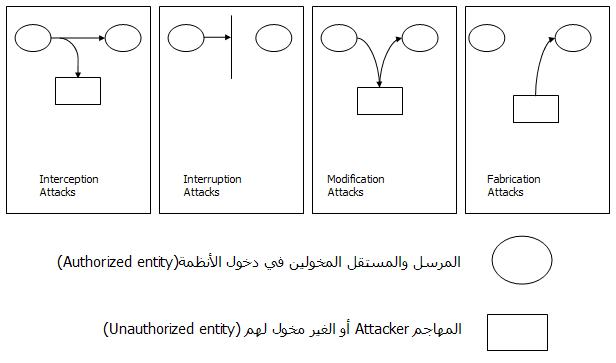 Interception
Attacks
Interruption
Attacks
Modification
Attacks
Fabrication
Attacks
المرسل والمستقل المخولين في دخول الأنظمة(Authorized entity)
المهاجم Attacker أو الغير مخول لهم (Unauthorized entity)